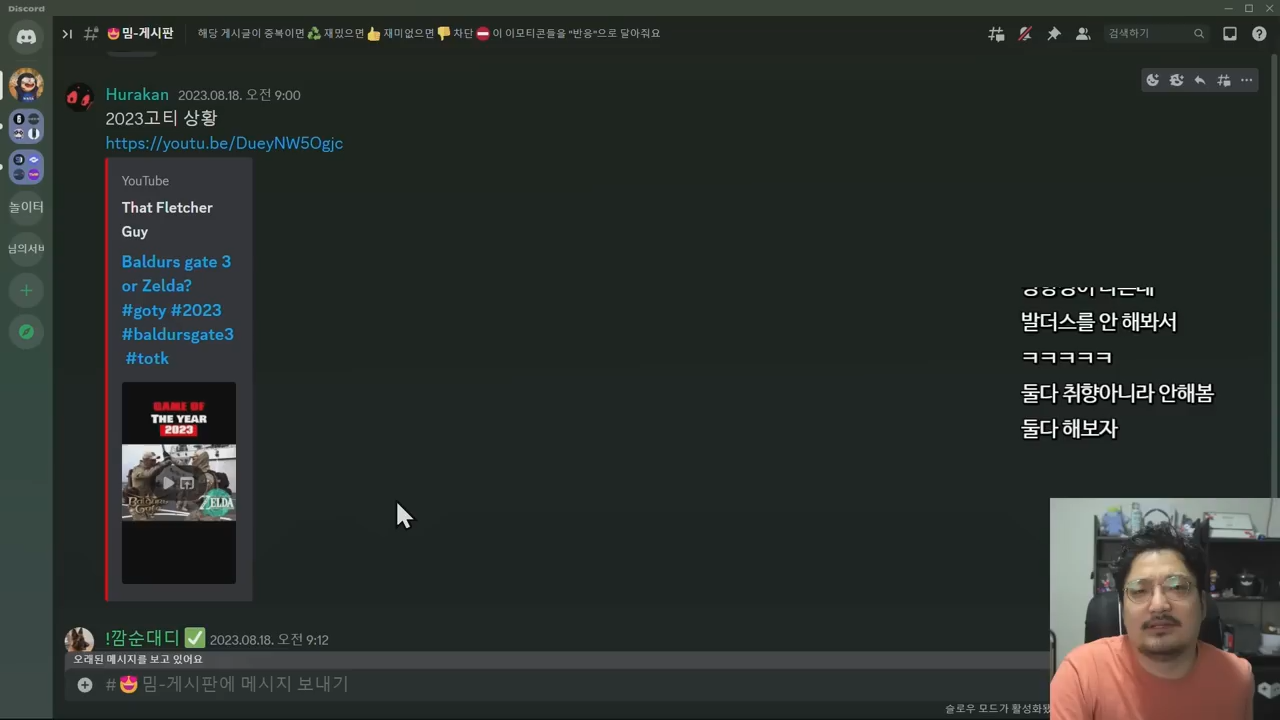 Discord
😍밈-게시판
해당 게시글이 중복이면♻️ 재밌으면👍 재미없으면👎 차단⛔ 이 이모티콘들을 "반응"으로 달아줘요
검색하기
Hurakan 2023.08.18. 오전 9:00
2023고티 상황
https://youtu.be/DueyNW5Ogjc
YouTube
That Fletcher
Guy
Baldurs gate 3
or Zelda?
#goty #2023
#baldursgate3
#totk
GAME OF
THE YEAR
2023
ZELDA
놀이터
님의서버
발더스를 안 해봐서
ㅋㅋㅋㅋㅋ
둘다 취향아니라 안해봄
둘다 해보자
!깜순대디✅ 2023.08.18. 오전 9:12
오래된 메시지를 보고 있어요
#😍밈-게시판에 메시지 보내기
슬로우 모드가